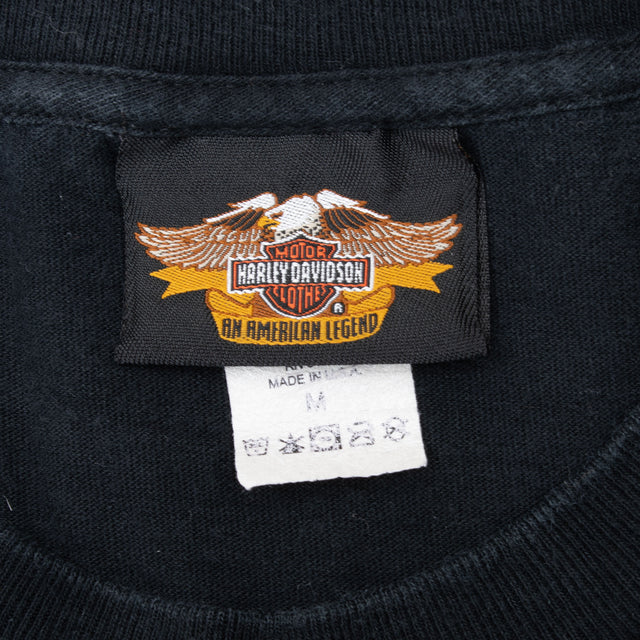 MOTOR
HARLEY-DAVIDSON
CLOTHES
®
AN AMERICAN LEGEND
MADE IN U.S.A.
M